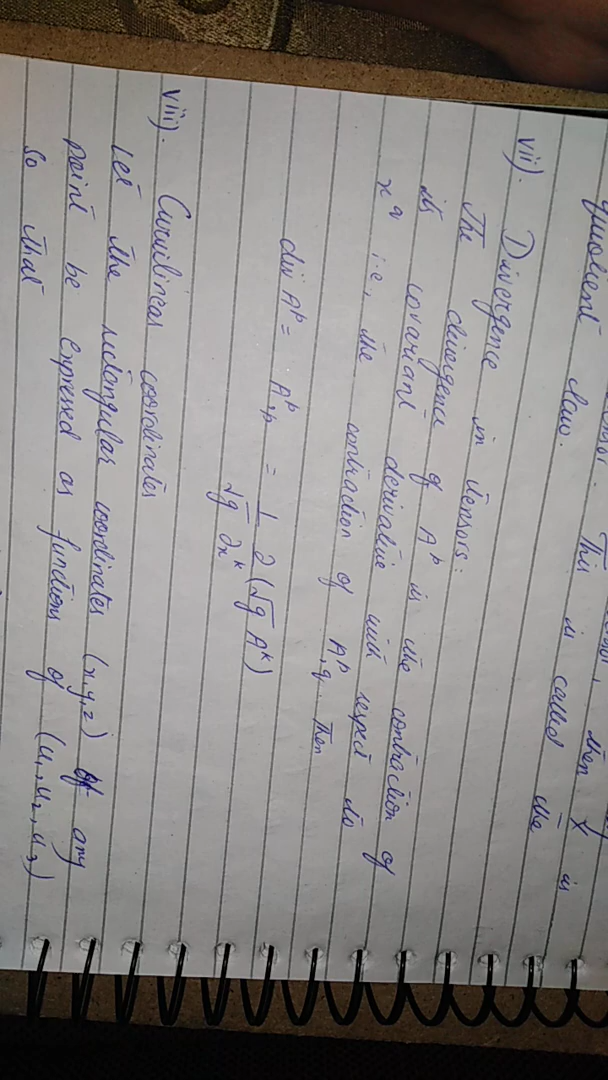 then X is
quotient law. This is called the
vii). Divergence in tensors:
The divergence of A^p is the contraction of
its covariant derivative with respect to
x^q i.e, the contraction of A^p,q. Then
div A^p = A^p,p = 1/√g ∂/∂x^k (√g A^k)
viii). Curvilinear coordinates
Let the rectangular coordinates (x,y,z) of any
point be expressed as functions of (u₁, u₂, u₃)
so that